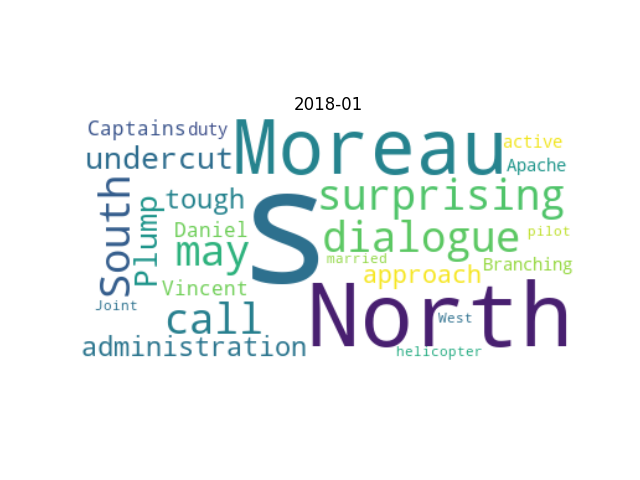 2018-01
Captains duty
Moreau
active
undercut
Apache
South
Plump
tough
S
surprising
Daniel
dialogue
pilot
may
married
Branching
approach
Vincent
North
Joint
call
West
administration
helicopter